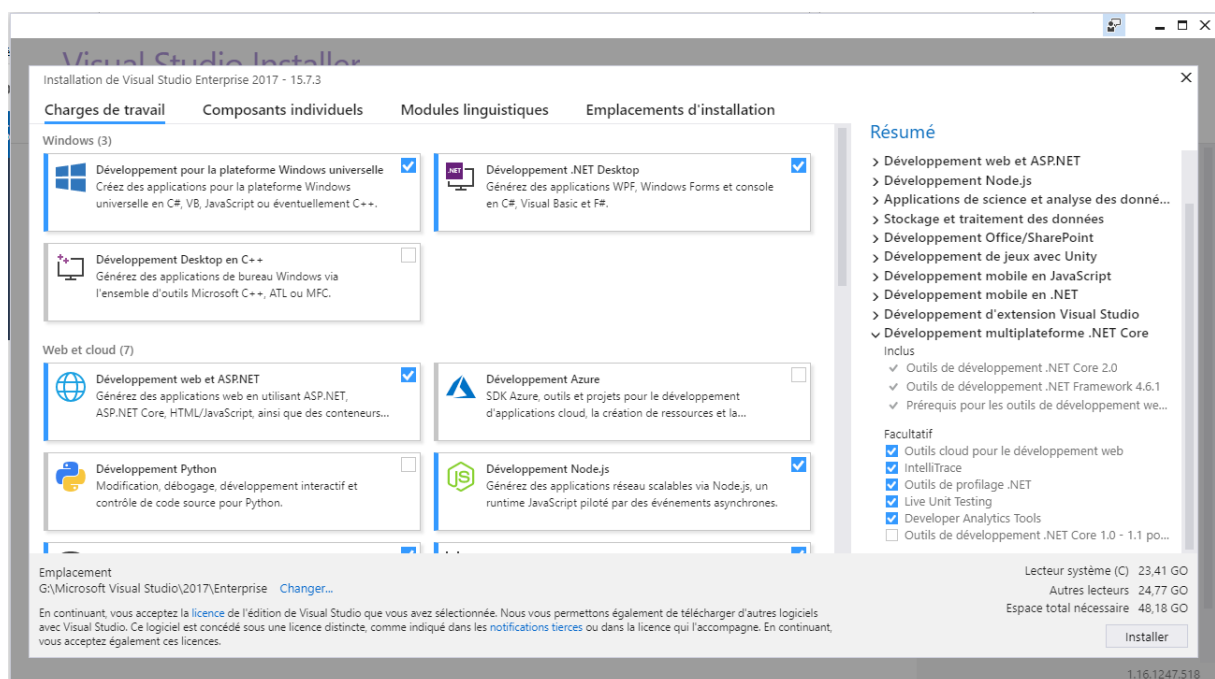 Visual Studio Installer
Installation de Visual Studio Enterprise 2017 - 15.7.3
Charges de travail
Composants individuels
Modules linguistiques
Emplacements d'installation
Windows (3)
Développement pour la plateforme Windows universelle
Créez des applications pour la plateforme Windows
universelle en C#, VB, JavaScript ou éventuellement C++.
.NET
Développement .NET Desktop
Générez des applications WPF, Windows Forms et console
en C#, Visual Basic et F#.
Développement Desktop en C++
Générez des applications de bureau Windows via
l'ensemble d'outils Microsoft C++, ATL ou MFC.
Web et cloud (7)
Développement web et ASP.NET
Générez des applications web en utilisant ASP.NET,
ASP.NET Core, HTML/JavaScript, ainsi que des conteneurs...
Développement Azure
SDK Azure, outils et projets pour le développement
d'applications cloud, la création de ressources et la...
Développement Python
Modification, débogage, développement interactif et
contrôle de code source pour Python.
JS
Développement Node.js
Générez des applications réseau scalables via Node.js, un
runtime JavaScript piloté par des événements asynchrones.
Résumé
Développement web et ASP.NET
Développement Node.js
Applications de science et analyse des donné...
Stockage et traitement des données
Développement Office/SharePoint
Développement de jeux avec Unity
Développement mobile en JavaScript
Développement mobile en .NET
Développement d'extension Visual Studio
Développement multiplateforme .NET Core
Inclus
Outils de développement .NET Core 2.0
Outils de développement .NET Framework 4.6.1
Prérequis pour les outils de développement we...
Facultatif
Outils cloud pour le développement web
IntelliTrace
Outils de profilage .NET
Live Unit Testing
Developer Analytics Tools
Outils de développement .NET Core 1.0 - 1.1 po...
Emplacement
G:\Microsoft Visual Studio\2017\Enterprise Changer...
En continuant, vous acceptez la licence de l'édition de Visual Studio que vous avez sélectionnée. Nous vous permettons également de télécharger d'autres logiciels
avec Visual Studio. Ce logiciel est concédé sous une licence distincte, comme indiqué dans les notifications tierces ou dans la licence qui l'accompagne. En continuant,
vous acceptez également ces licences.
Lecteur système (C) 23,41 GO
Autres lecteurs 24,77 GO
Espace total nécessaire 48,18 GO
Installer
1.16.1247.518